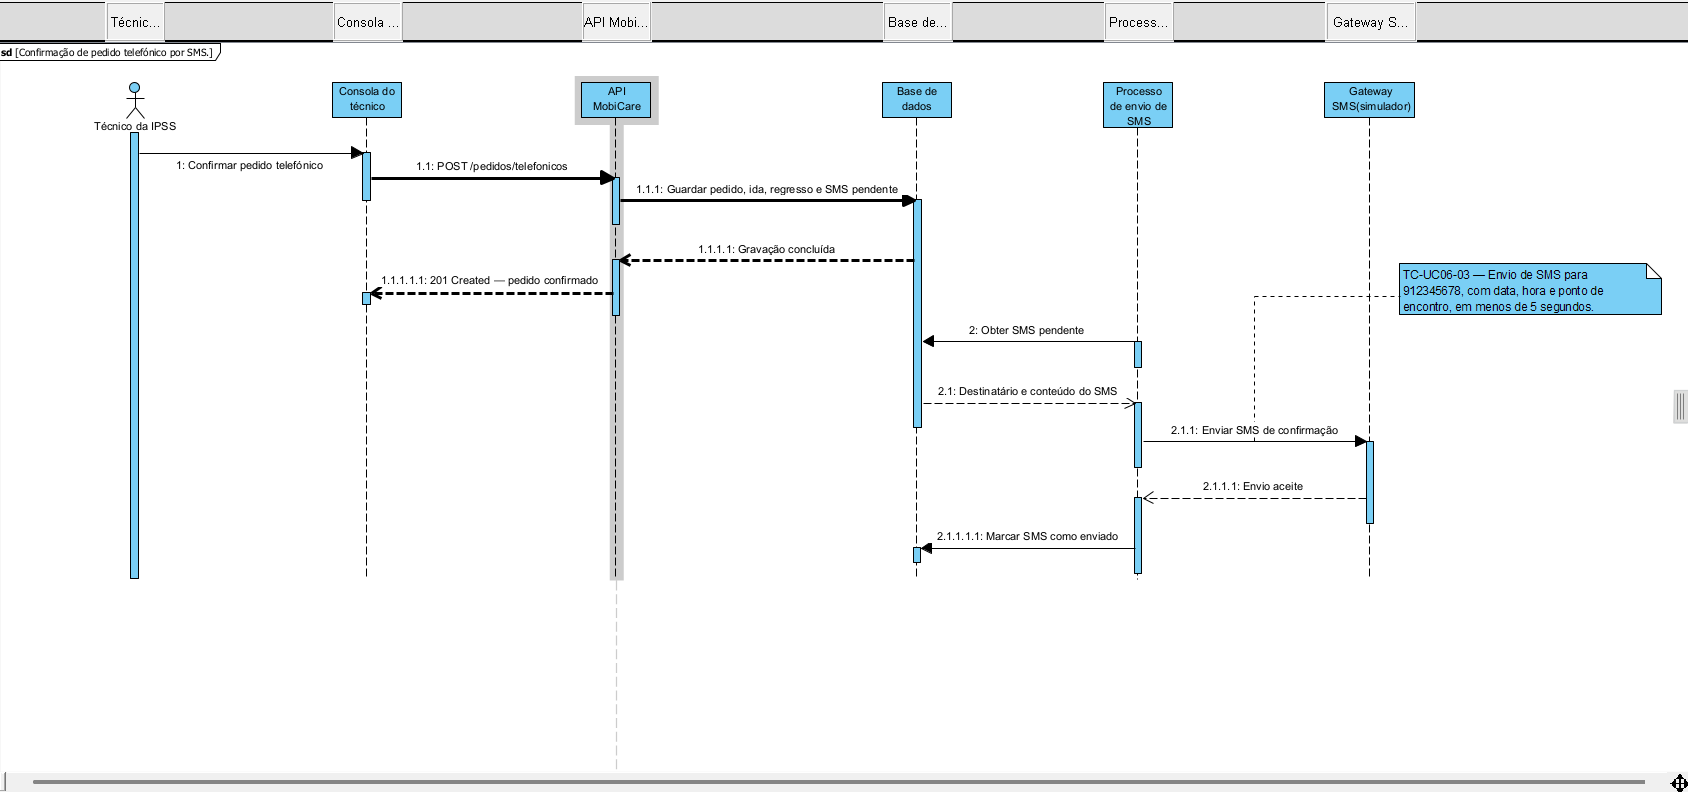 Técnic...
Consola ...
API Mobi...
Base de...
Process...
Gateway S...
sd [Confirmação de pedido telefónico por SMS.]
Técnico da IPSS
Consola do
técnico
API
MobiCare
Base de
dados
Processo
de envio de
SMS
Gateway
SMS(simulador)
1: Confirmar pedido telefónico
1.1: POST /pedidos/telefonicos
1.1.1: Guardar pedido, ida, regresso e SMS pendente
1.1.1.1: Gravação concluída
1.1.1.1.1: 201 Created — pedido confirmado
TC-UC06-03 — Envio de SMS para
912345678, com data, hora e ponto de
encontro, em menos de 5 segundos.
2: Obter SMS pendente
2.1: Destinatário e conteúdo do SMS
2.1.1: Enviar SMS de confirmação
2.1.1.1: Envio aceite
2.1.1.1.1: Marcar SMS como enviado